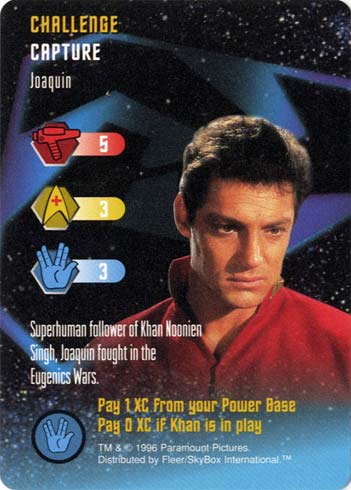 CHALLENGE
CAPTURE
Joaquin
5
3
3
Superhuman follower of Khan Noonien
Singh, Joaquin fought in the
Eugenics Wars.
Pay 1 XC from your Power Base
Pay 0 XC if Khan is in play
TM & © 1996 Paramount Pictures.
Distributed by Fleer/SkyBox International.™